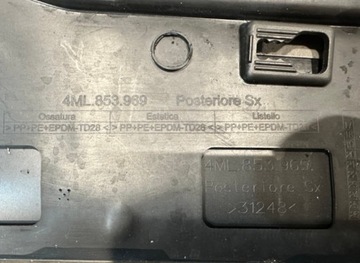 4ML.853.969 Posteriore Sx
Ossatura Estetica Listello
>PP+PE+EPDM-TD28< >PP+PE+EPDM-TD28< >PP+PE+EPDM-TD28<
4ML.853.969
Posteriore Sx
>31248<